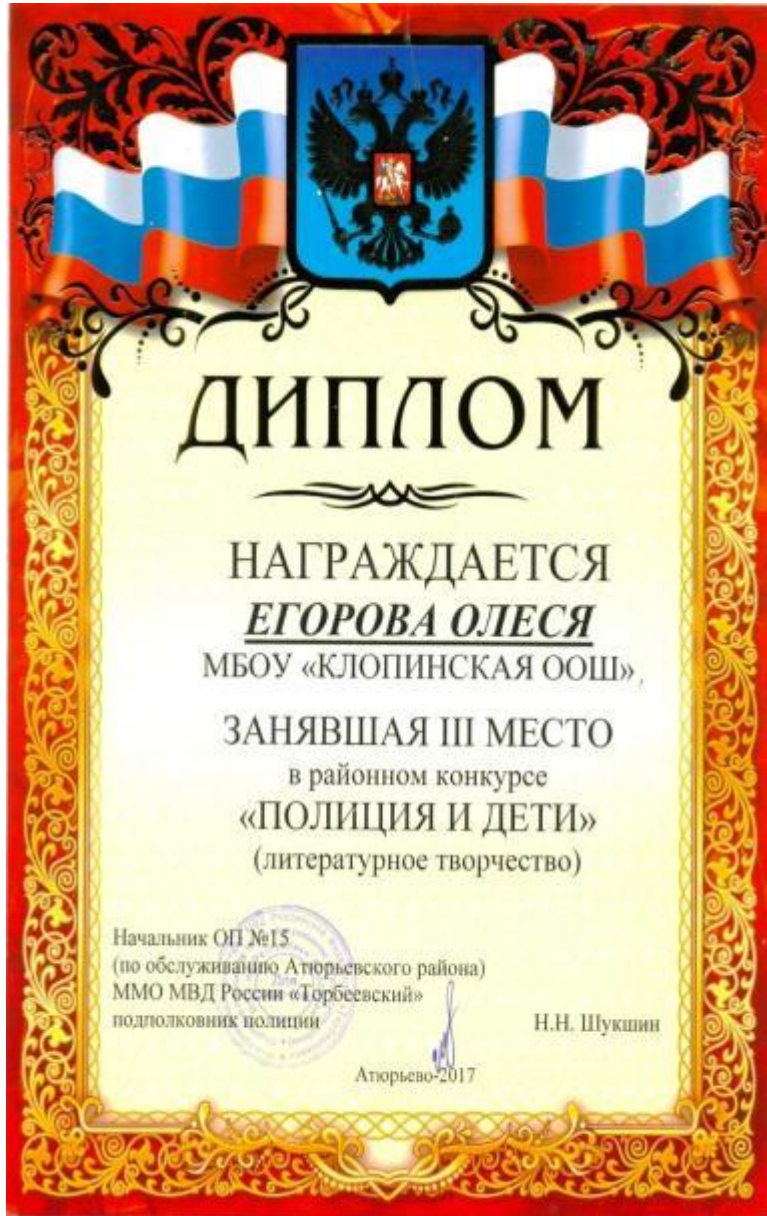 ДИПЛОМ
НАГРАЖДАЕТСЯ
ЕГОРОВА ОЛЕСЯ
МБОУ «КЛОПИНСКАЯ ООШ»,
ЗАНЯВШАЯ III МЕСТО
в районном конкурсе
«ПОЛИЦИЯ И ДЕТИ»
(литературное творчество)
Начальник ОП №15
(по обслуживанию Атюрьевского района)
ММО МВД России «Торбеевский»
подполковник полиции Н.Н. Шукшин
Атюрьево-2017